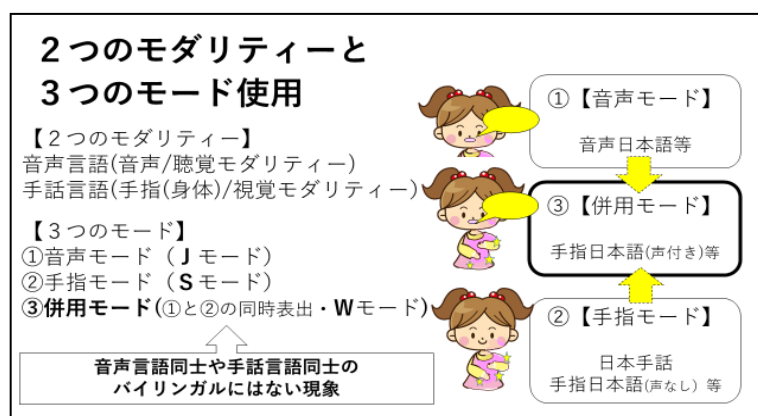 ２つのモダリティーと
３つのモード使用
【２つのモダリティー】
音声言語(音声/聴覚モダリティー)
手話言語(手指(身体)/視覚モダリティー)
【３つのモード】
①音声モード（Ｊモード）
②手指モード（Ｓモード）
③併用モード(①と②の同時表出・Ｗモード)
音声言語同士や手話言語同士の
バイリンガルにはない現象
①【音声モード】
音声日本語等
③【併用モード】
手指日本語(声付き)等
②【手指モード】
日本手話
手指日本語(声なし）等